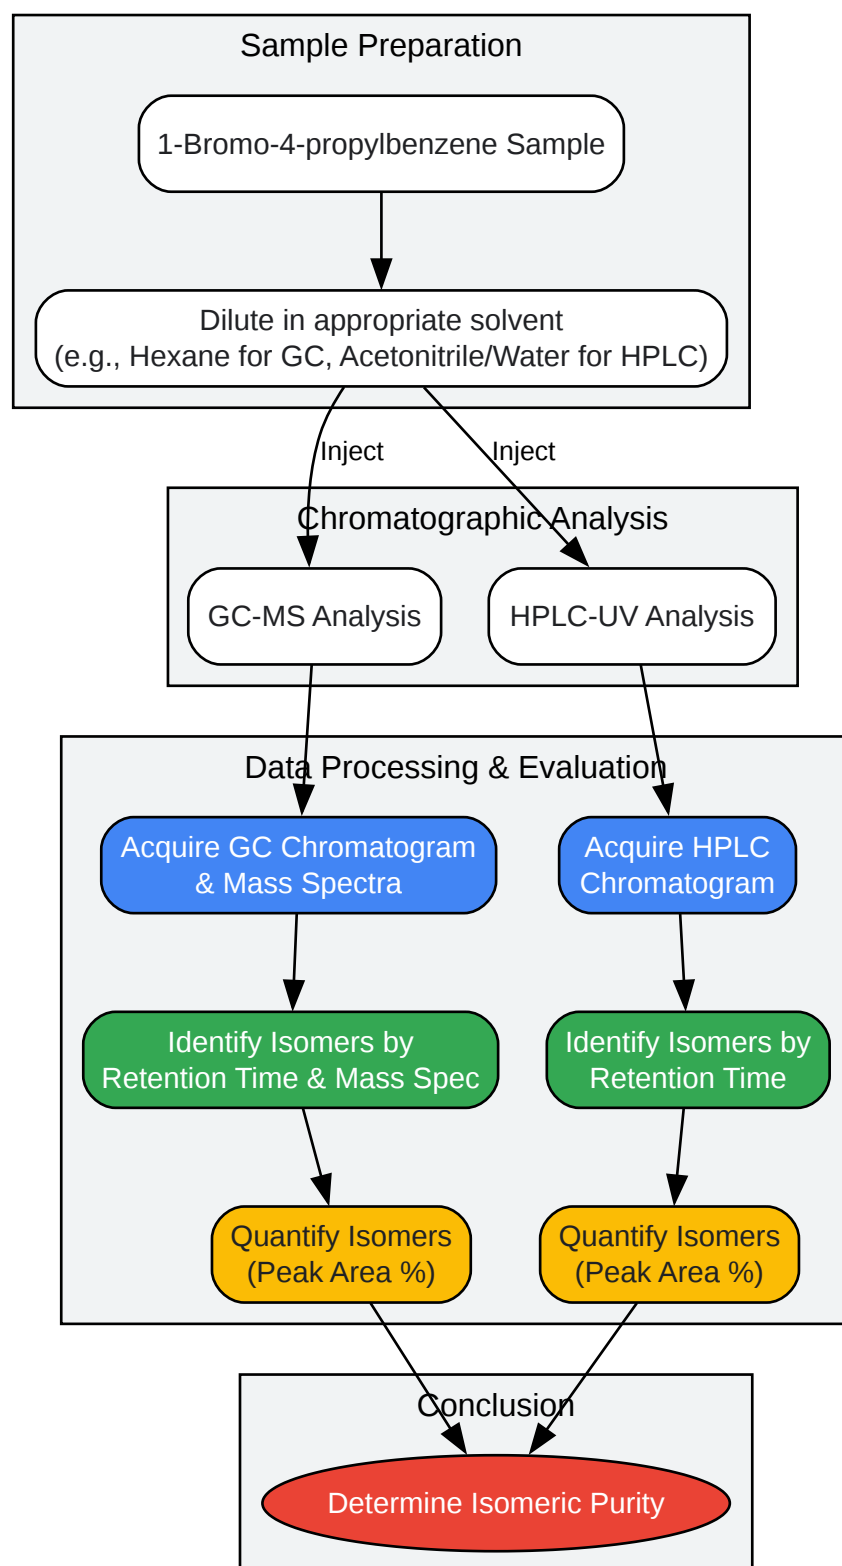 Sample Preparation
1-Bromo-4-propylbenzene Sample
Dilute in appropriate solvent
(e.g., Hexane for GC, Acetonitrile/Water for HPLC)
Inject
Inject
Chromatographic Analysis
GC-MS Analysis
HPLC-UV Analysis
Data Processing & Evaluation
Acquire GC Chromatogram
& Mass Spectra
Acquire HPLC
Chromatogram
Identify Isomers by
Retention Time & Mass Spec
Identify Isomers by
Retention Time
Quantify Isomers
(Peak Area %)
Quantify Isomers
(Peak Area %)
Conclusion
Determine Isomeric Purity